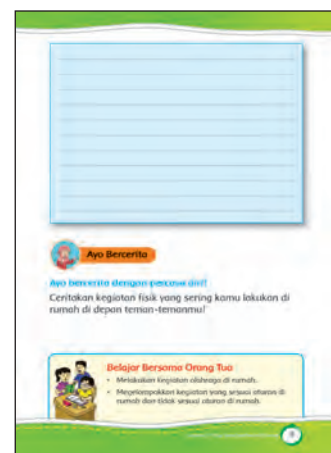 Ayo Bercerita
Ayo bercerita dengan percaya diri!
Ceritakan kegiatan fisik yang sering kamu lakukan di
rumah di depan teman-temanmu!
Belajar Bersama Orang Tua
• Melakukan kegiatan olahraga di rumah.
• Megelompokkan kegiatan yang sesuai aturan di
rumah dan tidak sesuai aturan di rumah.